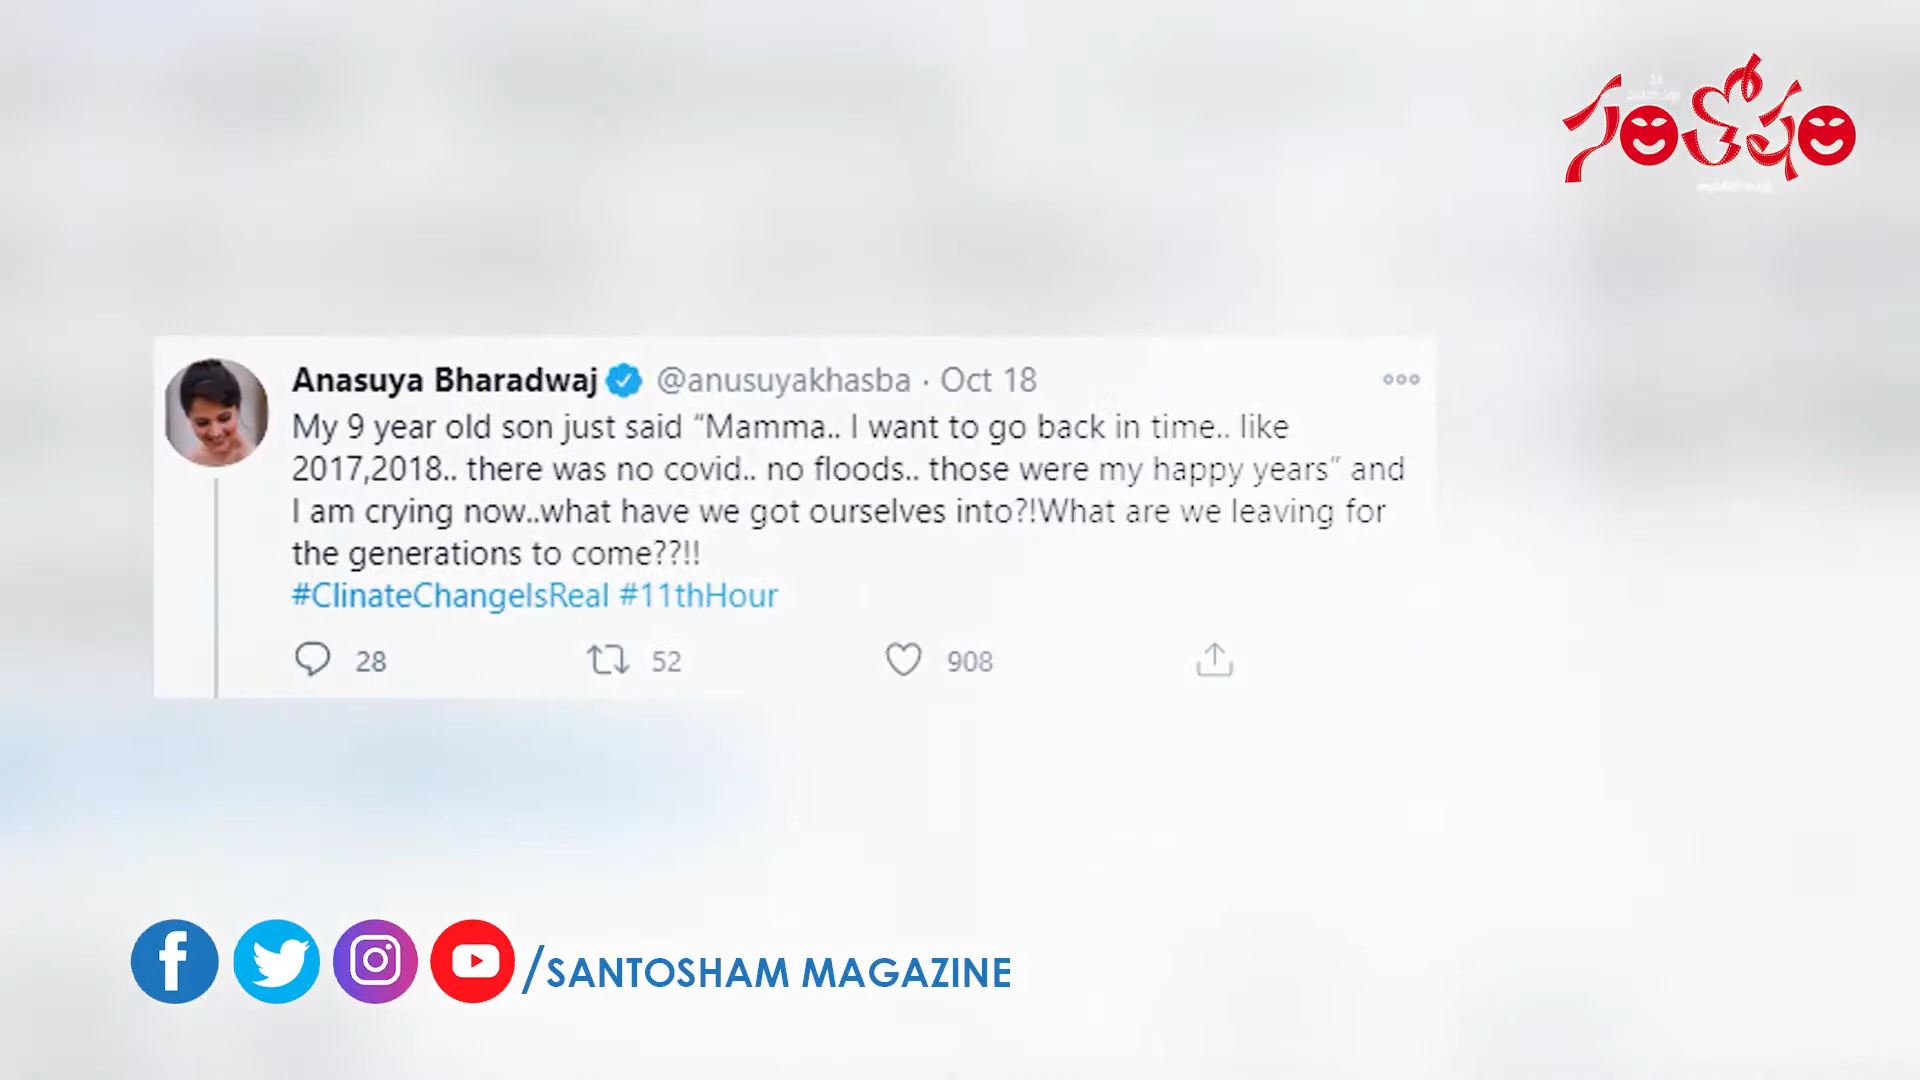 సంతోషం
Anasuya Bharadwaj @anusuyakhasba · Oct 18
My 9 year old son just said “Mamma.. I want to go back in time.. like
2017,2018.. there was no covid.. no floods.. those were my happy years” and
I am crying now..what have we got ourselves into?!What are we leaving for
the generations to come??!!
#ClinateChangeIsReal #11thHour
28 52 908
/SANTOSHAM MAGAZINE